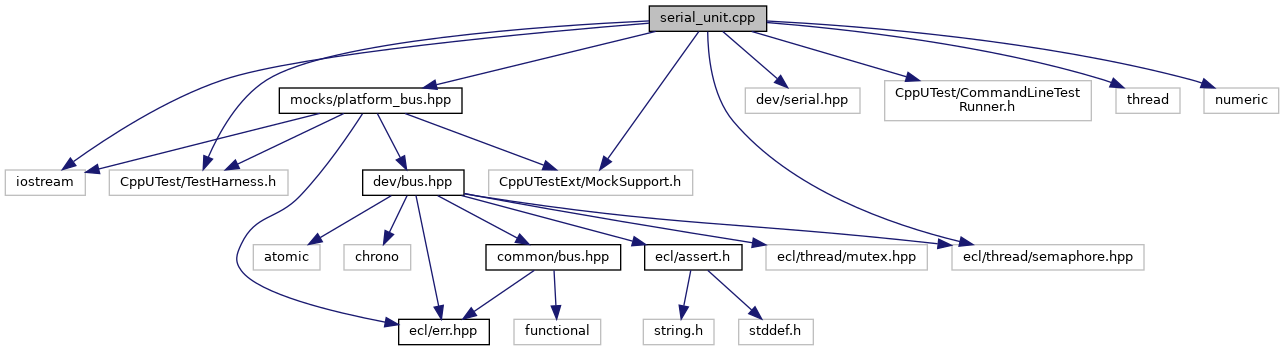 serial_unit.cpp
mocks/platform_bus.hpp
dev/serial.hpp
CppUTest/CommandLineTest
Runner.h
thread
numeric
iostream
CppUTest/TestHarness.h
dev/bus.hpp
CppUTestExt/MockSupport.h
atomic
chrono
common/bus.hpp
ecl/assert.h
ecl/thread/mutex.hpp
ecl/thread/semaphore.hpp
ecl/err.hpp
functional
string.h
stddef.h